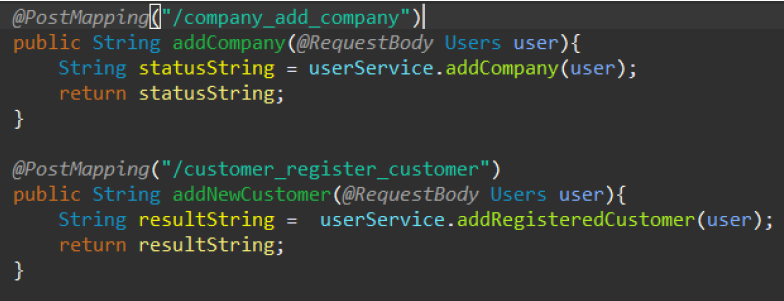 @PostMapping("/company_add_company")
public String addCompany(@RequestBody Users user){
    String statusString = userService.addCompany(user);
    return statusString;
}

@PostMapping("/customer_register_customer")
public String addNewCustomer(@RequestBody Users user){
    String resultString =  userService.addRegisteredCustomer(user);
    return resultString;
}